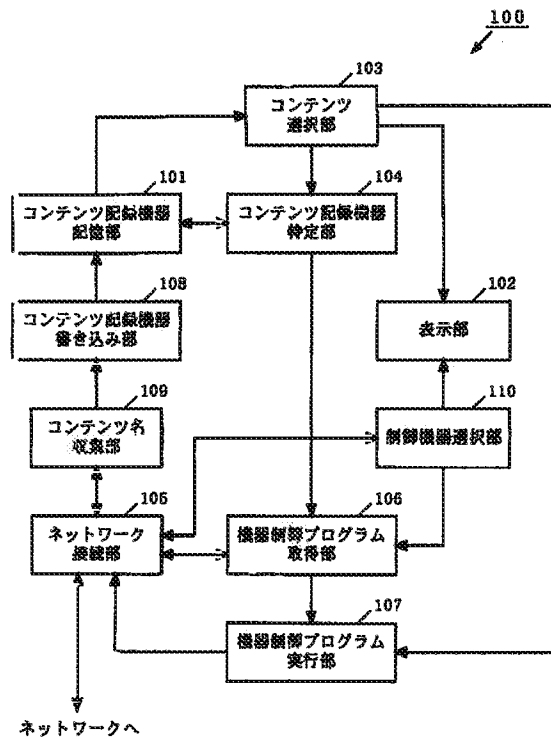 100
103
コンテンツ
選択部
101
コンテンツ記録機器
記憶部
104
コンテンツ記録機器
特定部
108
コンテンツ記録機器
書き込み部
102
表示部
109
コンテンツ名
収集部
110
制御機器選択部
105
ネットワーク
接続部
106
機器制御プログラム
取得部
107
機器制御プログラム
実行部
ネットワークへ